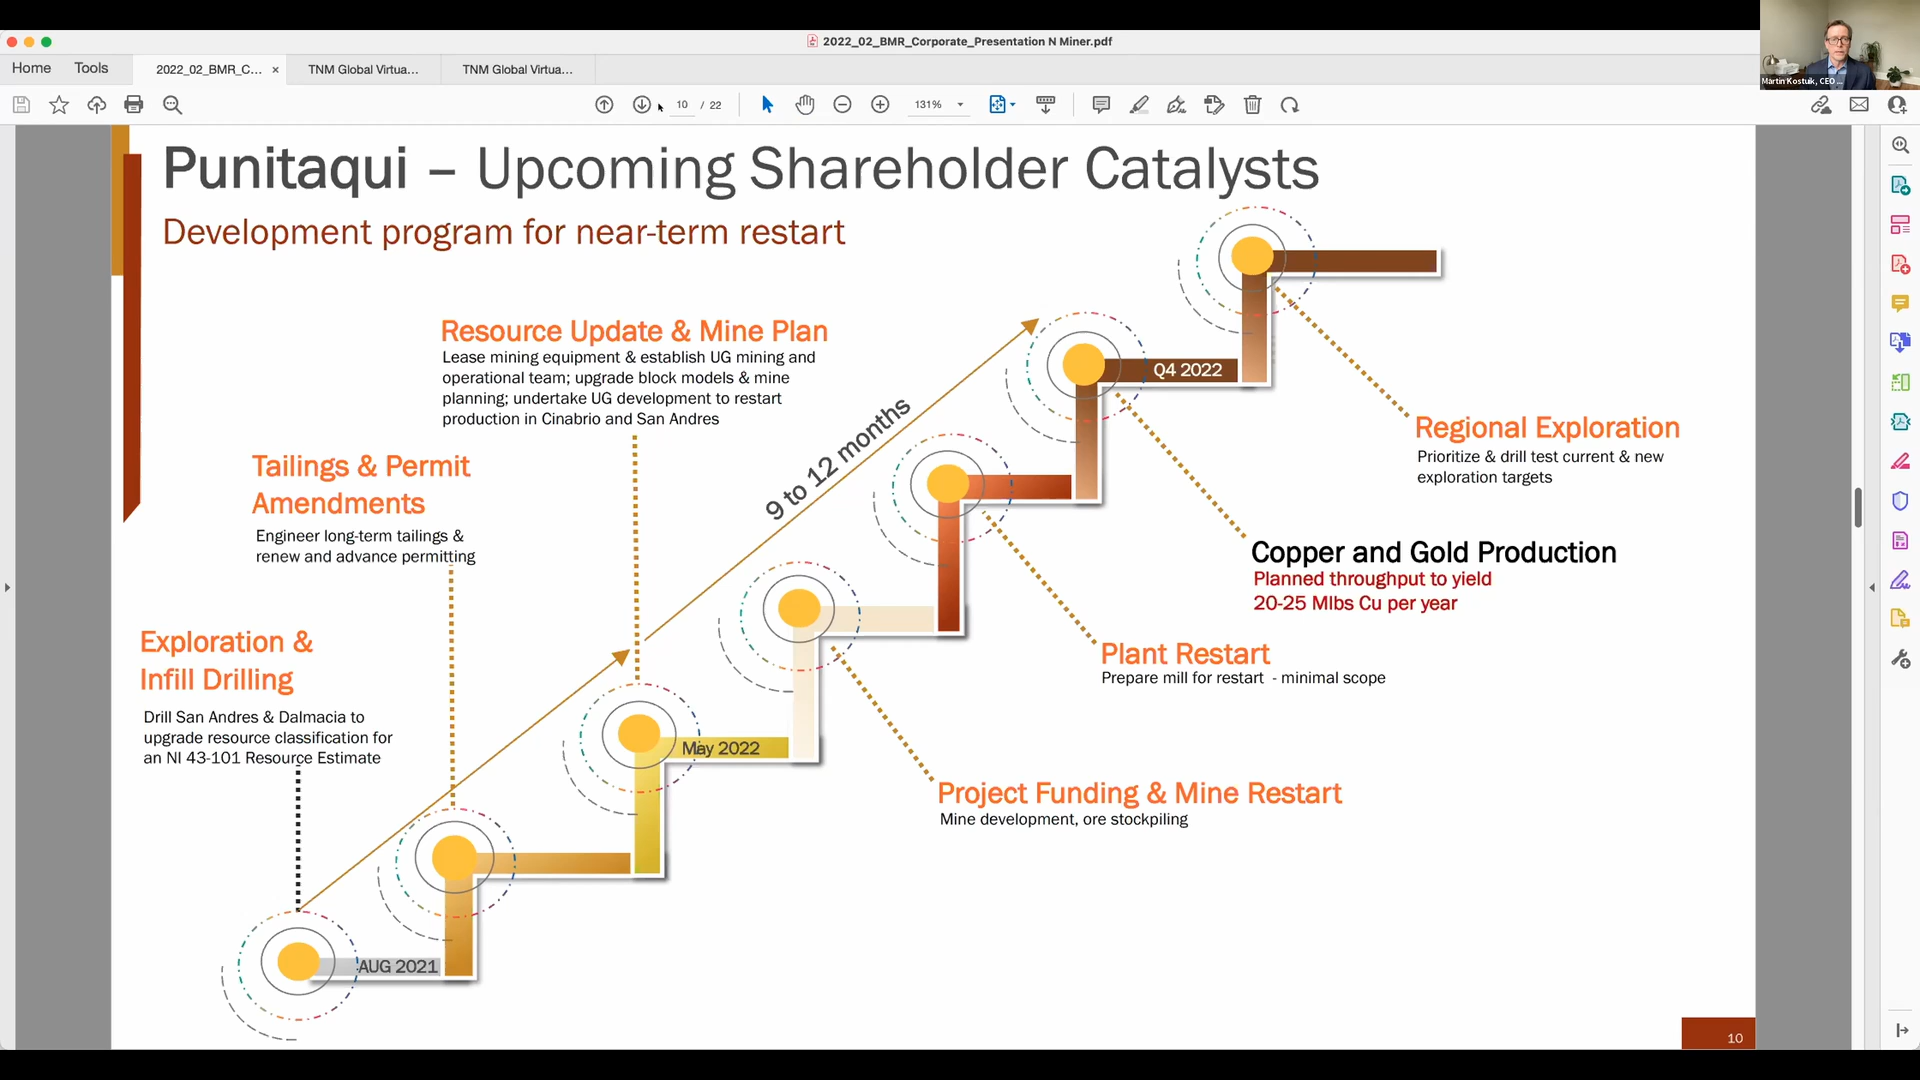 2022_02_BMR_Corporate_Presentation N Miner.pdf
Home
Tools
2022_02_BMR_C...
TNM Global Virtua...
TNM Global Virtua...
10 / 22
131%
Martin Kostuik, CEO ...
Punitaqui – Upcoming Shareholder Catalysts
Development program for near-term restart
Resource Update & Mine Plan
Lease mining equipment & establish UG mining and
operational team; upgrade block models & mine
planning; undertake UG development to restart
production in Cinabrio and San Andres
Tailings & Permit
Amendments
Engineer long-term tailings &
renew and advance permitting
Exploration &
Infill Drilling
Drill San Andres & Dalmacia to
upgrade resource classification for
an NI 43-101 Resource Estimate
9 to 12 months
AUG 2021
May 2022
Q4 2022
Regional Exploration
Prioritize & drill test current & new
exploration targets
Copper and Gold Production
Planned throughput to yield
20-25 Mlbs Cu per year
Plant Restart
Prepare mill for restart - minimal scope
Project Funding & Mine Restart
Mine development, ore stockpiling
10